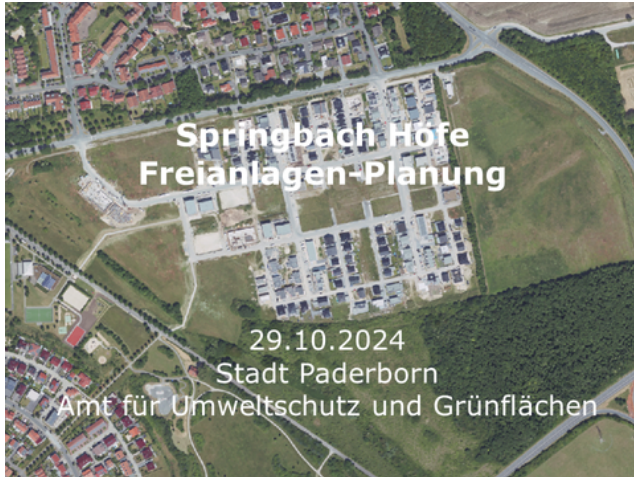 Springbach Höfe
Freianlagen-Planung
29.10.2024
Stadt Paderborn
Amt für Umweltschutz und Grünflächen